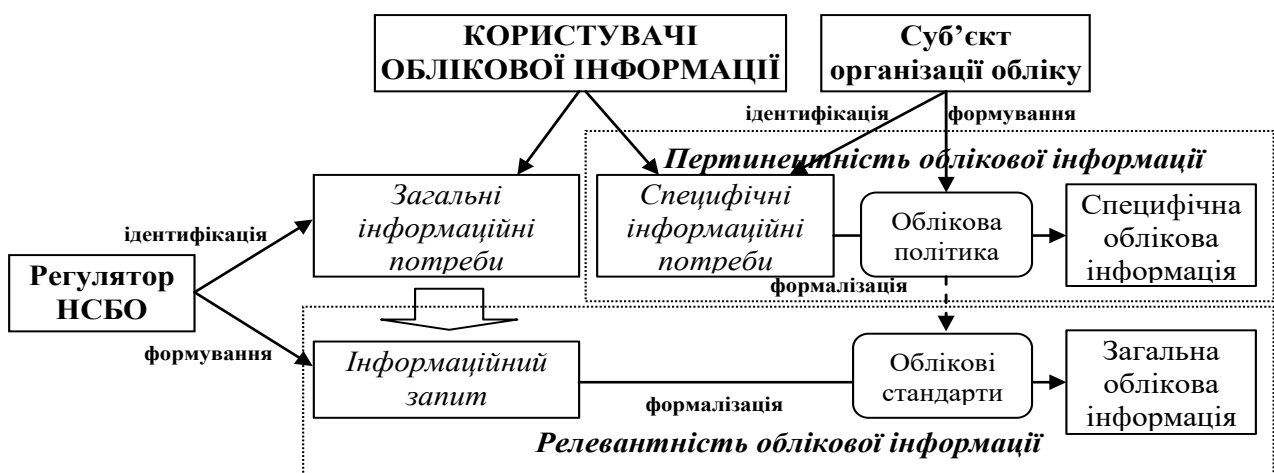 КОРИСТУВАЧІ
ОБЛІКОВОЇ ІНФОРМАЦІЇ
Суб’єкт
організації обліку
ідентифікація
формування
Пертинентність облікової інформації
Загальні
інформаційні
потреби
Специфічні
інформаційні
потреби
Облікова
політика
Специфічна
облікова
інформація
ідентифікація
Регулятор
НСБО
формалізація
формування
Інформаційний
запит
формалізація
Облікові
стандарти
Загальна
облікова
інформація
Релевантність облікової інформації